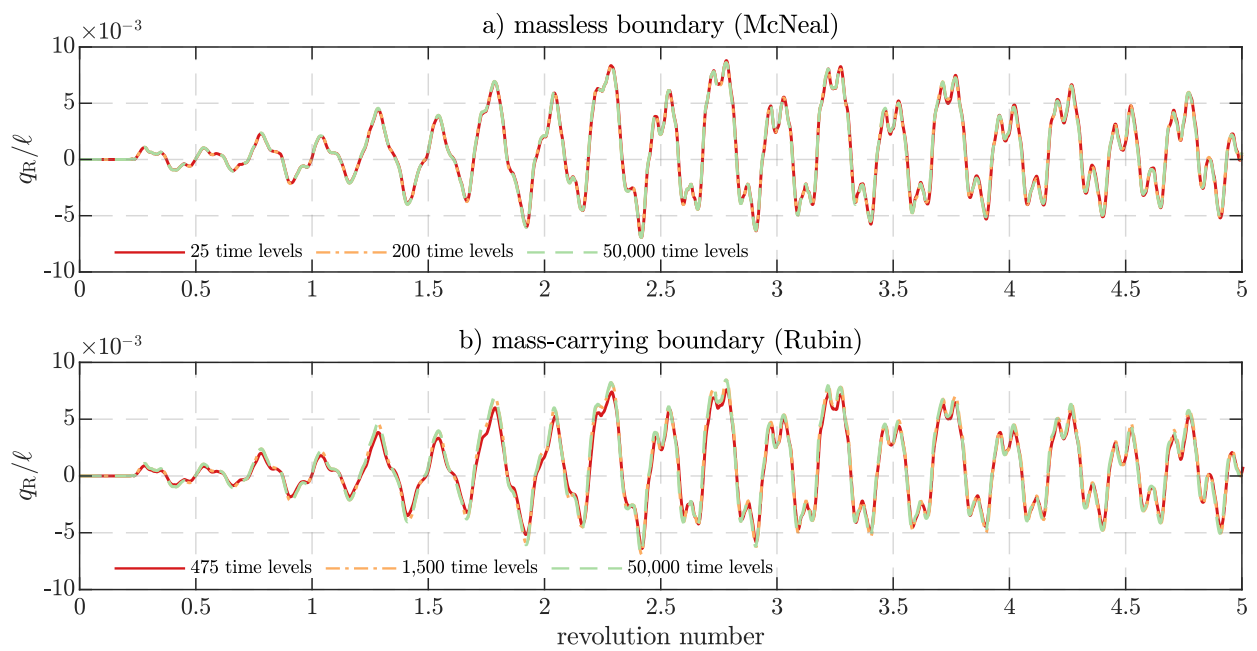 a) massless boundary (McNeal)
×10−3
10
5
0
-5
-10
qR/ℓ
25 time levels 200 time levels 50,000 time levels
0 0.5 1 1.5 2 2.5 3 3.5 4 4.5 5
b) mass-carrying boundary (Rubin)
×10−3
10
5
0
-5
-10
qR/ℓ
475 time levels 1,500 time levels 50,000 time levels
0 0.5 1 1.5 2 2.5 3 3.5 4 4.5 5
revolution number